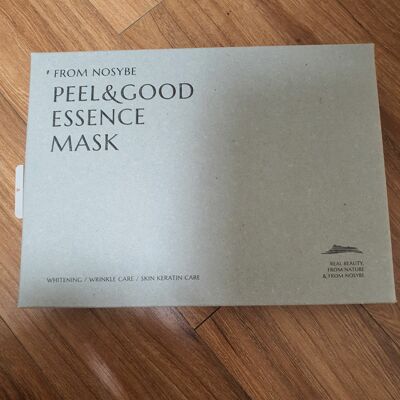 FROM NOSYBE
PEEL&GOOD
ESSENCE
MASK
REAL BEAUTY,
FROM NATURE
& FROM NOSYBE
WHITENING / WRINKLE CARE / SKIN KERATIN CARE